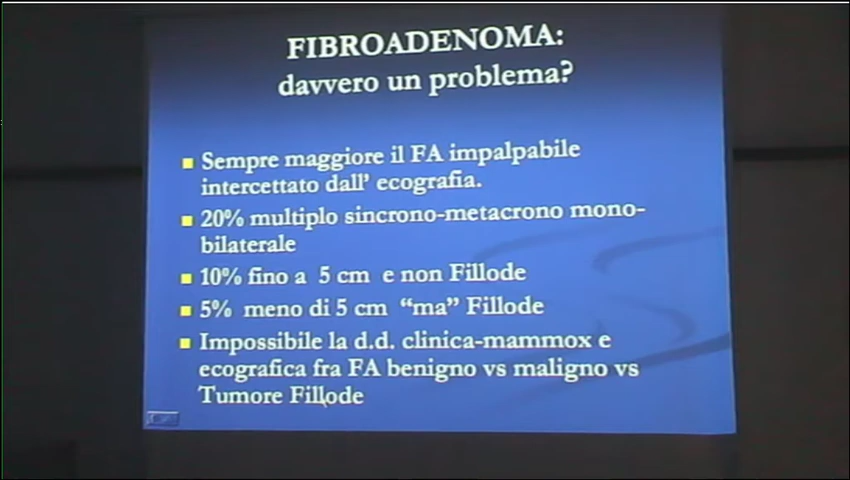 FIBROADENOMA:
davvero un problema?
Sempre maggiore il FA impalpabile
intercettato dall' ecografia.
20% multiplo sincrono-metacrono mono-
bilaterale
10% fino a 5 cm e non Fillode
5% meno di 5 cm “ma” Fillode
Impossibile la d.d. clinica-mammox e
ecografica fra FA benigno vs maligno vs
Tumore Fillode